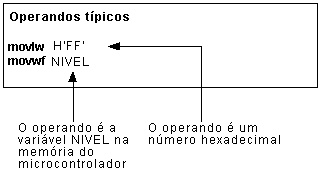 Operandos típicos
movlw H'FF'
movwf NIVEL
O operando é a
variável NIVEL na
memória do
microcontrolador
O operando é um
número hexadecimal